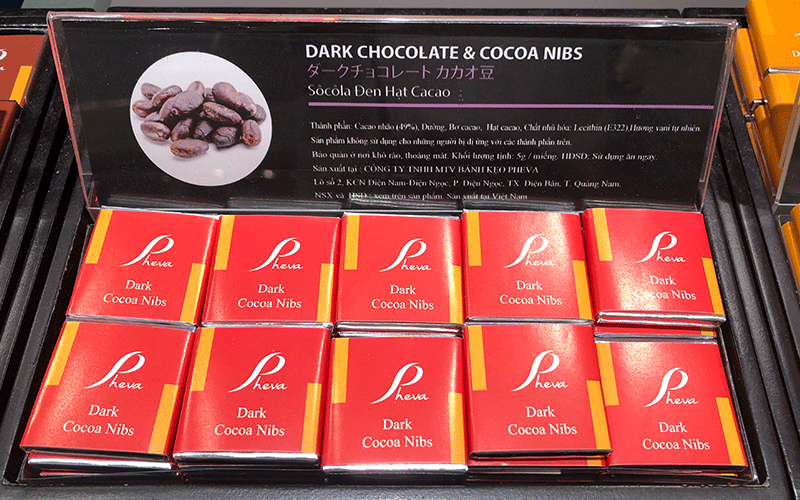 DARK CHOCOLATE & COCOA NIBS
ダークチョコレート カカオ豆
Sôcôla Đen Hạt Cacao
Thành phần: Cacao nhão (49%), Đường, Bơ cacao, Hạt cacao, Chất nhũ hóa: Lecithin (E322),Hương vani tự nhiên.
Sản phẩm không sử dụng cho những người bị dị ứng với các thành phần trên.
Bảo quản ở nơi khô ráo, thoáng mát. Khối lượng tịnh: 5g / miếng. HDSD: Sử dụng ăn ngay.
Sản xuất tại : CÔNG TY TNHH MTV BÁNH KẸO PHEVA
Lô số 2, KCN Điện Nam-Điện Ngọc, P. Điện Ngọc, TX. Điện Bàn, T. Quảng Nam.
NSX và HSD : xem trên sản phẩm. Sản xuất tại Việt Nam
Pheva
Dark
Cocoa Nibs
Pheva
Dark
Cocoa Nibs
Pheva
Dark
Cocoa Nibs
Pheva
Dark
Cocoa Nibs
Pheva
Dark
Cocoa Nibs
Pheva
Dark
Cocoa Nibs
Pheva
Dark
Cocoa Nibs
Pheva
Dark
Cocoa Nibs
Pheva
Dark
Cocoa Nibs
Pheva
Dark
Cocoa Nibs